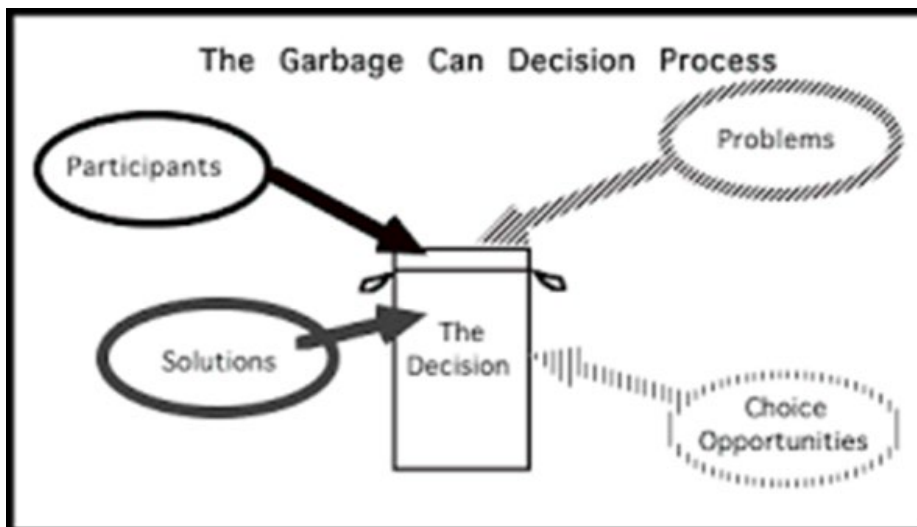 The Garbage Can Decision Process
Participants
Problems
Solutions
The
Decision
Choice
Opportunities